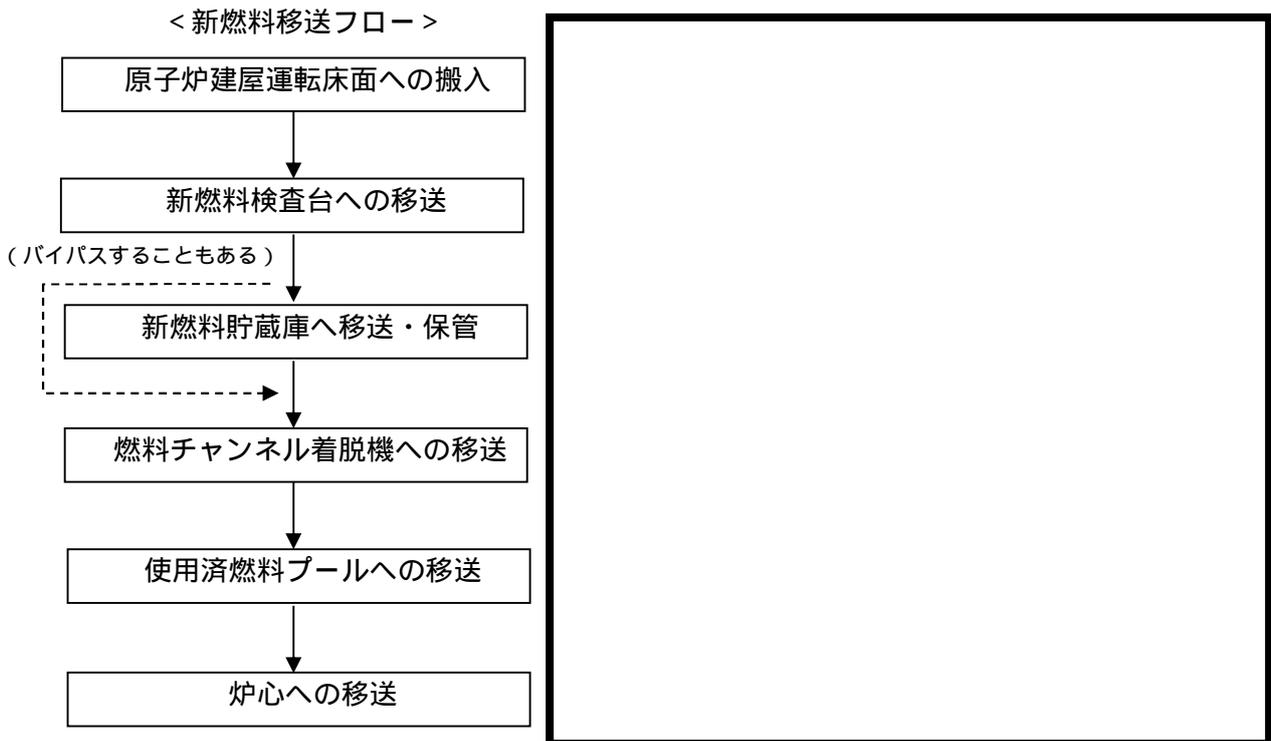 ＜新燃料移送フロー＞
原子炉建屋運転床面への搬入
新燃料検査台への移送
（バイパスすることもある）
新燃料貯蔵庫へ移送・保管
燃料チャンネル着脱機への移送
使用済燃料プールへの移送
炉心への移送